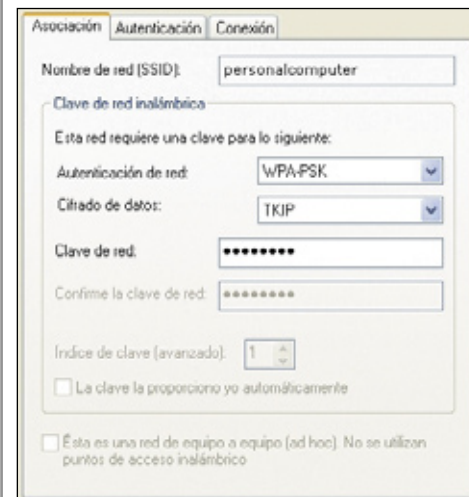 Asociación Autenticación Conexión
Nombre de red (SSID): personalcomputer
Clave de red inalámbrica
Esta red requiere una clave para lo siguiente:
Autenticación de red: WPA-PSK
Cifrado de datos: TKIP
Clave de red: ••••••••
Confirme la clave de red: ••••••••
Índice de clave (avanzado): 1
La clave la proporciono yo automáticamente
Ésta es una red de equipo a equipo (ad hoc). No se utilizan
puntos de acceso inalámbrico